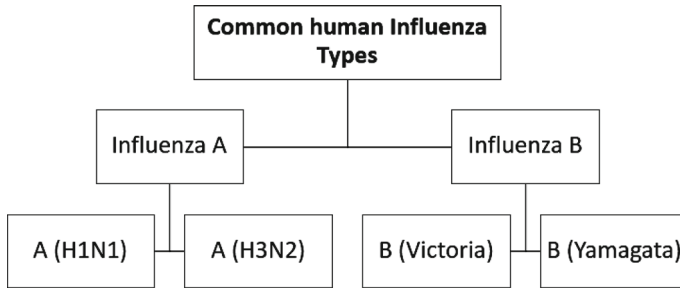 Common human Influenza
Types
Influenza A
Influenza B
A (H1N1)
A (H3N2)
B (Victoria)
B (Yamagata)